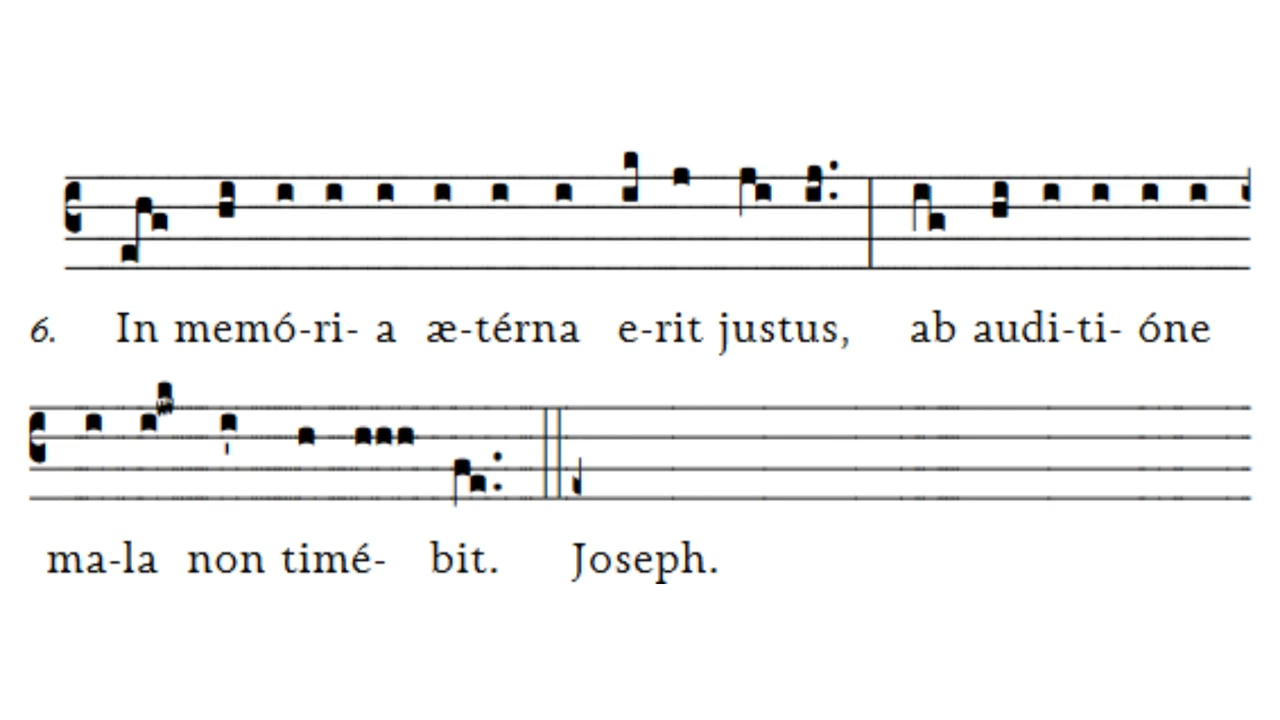 6. In memó-ri- a æ-térna e-rit justus, ab audi-ti- óne
ma-la non timé- bit. Joseph.